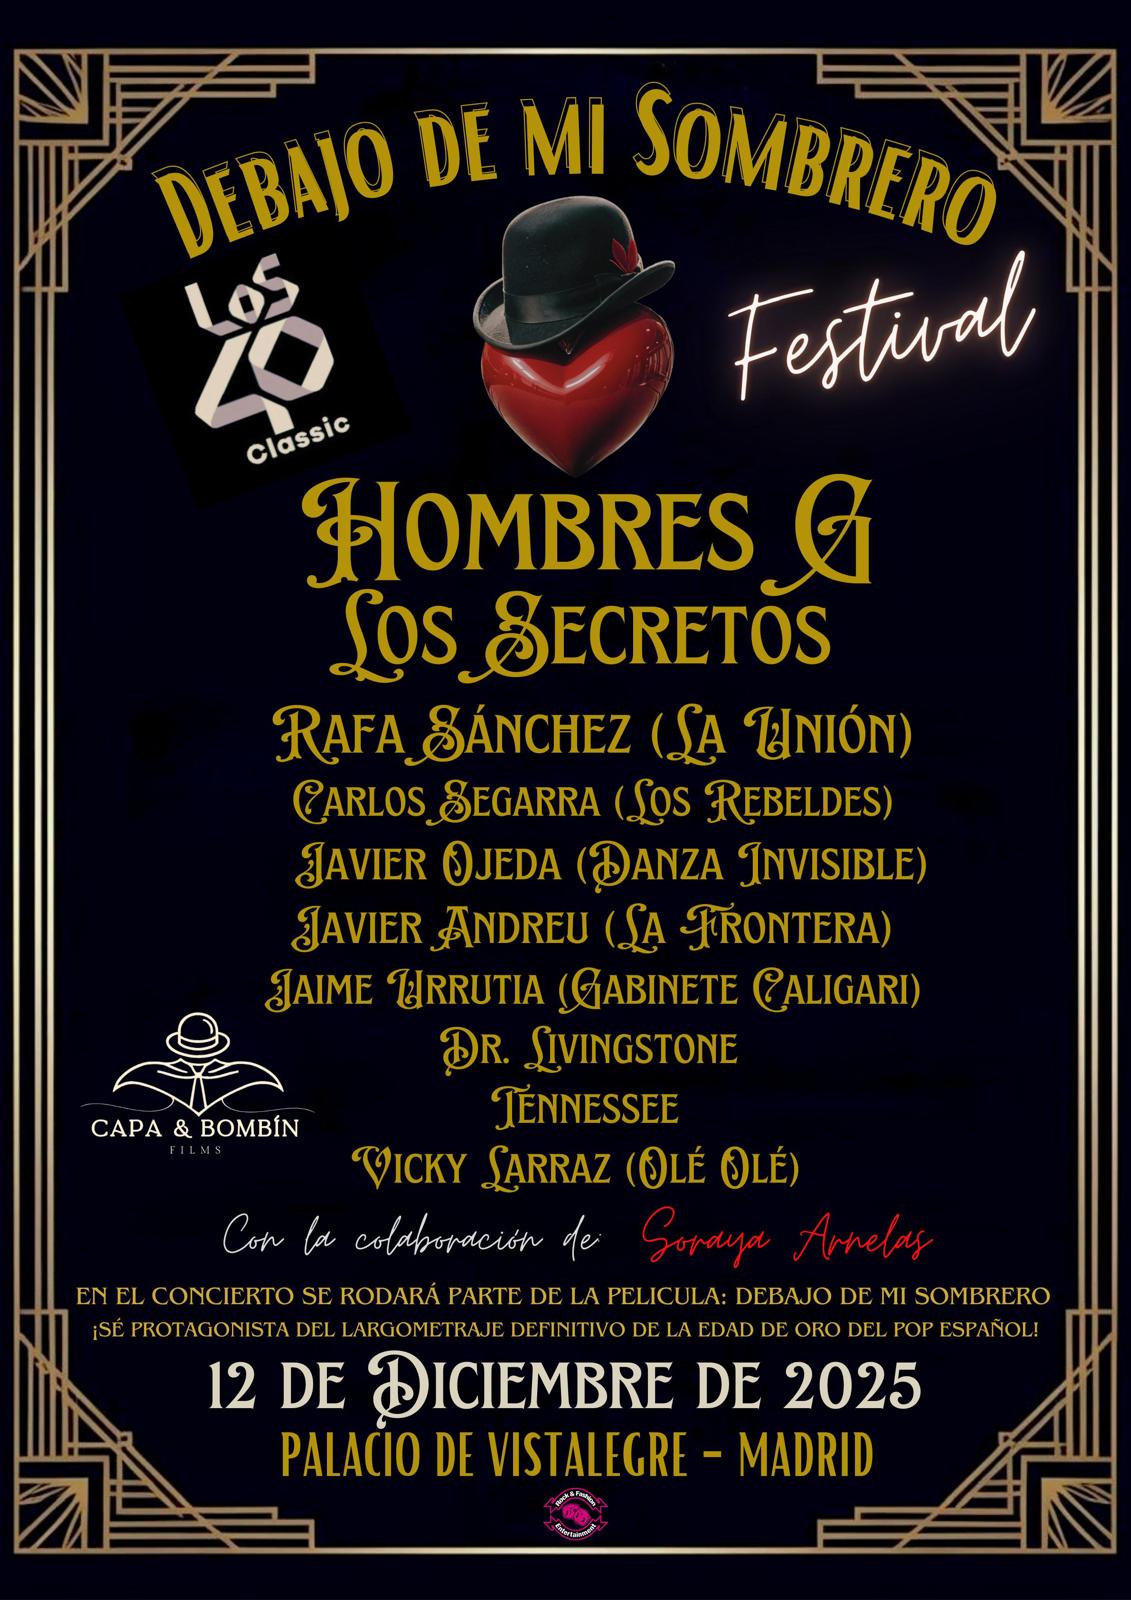 Debajo de mi Sombrero
Los
40
Classic
Festival
Hombres G
Los Secretos
Rafa Sánchez (La Unión)
Carlos Segarra (Los Rebeldes)
Javier Ojeda (Danza Invisible)
Javier Andreu (La Frontera)
Jaime Urrutia (Gabinete Caligari)
Dr. Livingstone
Tennessee
Vicky Larraz (Olé Olé)
CAPA & BOMBÍN
FILMS
Con la colaboración de: Soraya Arnelas
EN EL CONCIERTO SE RODARÁ PARTE DE LA PELICULA: DEBAJO DE MI SOMBRERO
¡SÉ PROTAGONISTA DEL LARGOMETRAJE DEFINITIVO DE LA EDAD DE ORO DEL POP ESPAÑOL!
12 de Diciembre de 2025
PALACIO DE VISTALEGRE - MADRID
Rock & Fashion
Entertainment